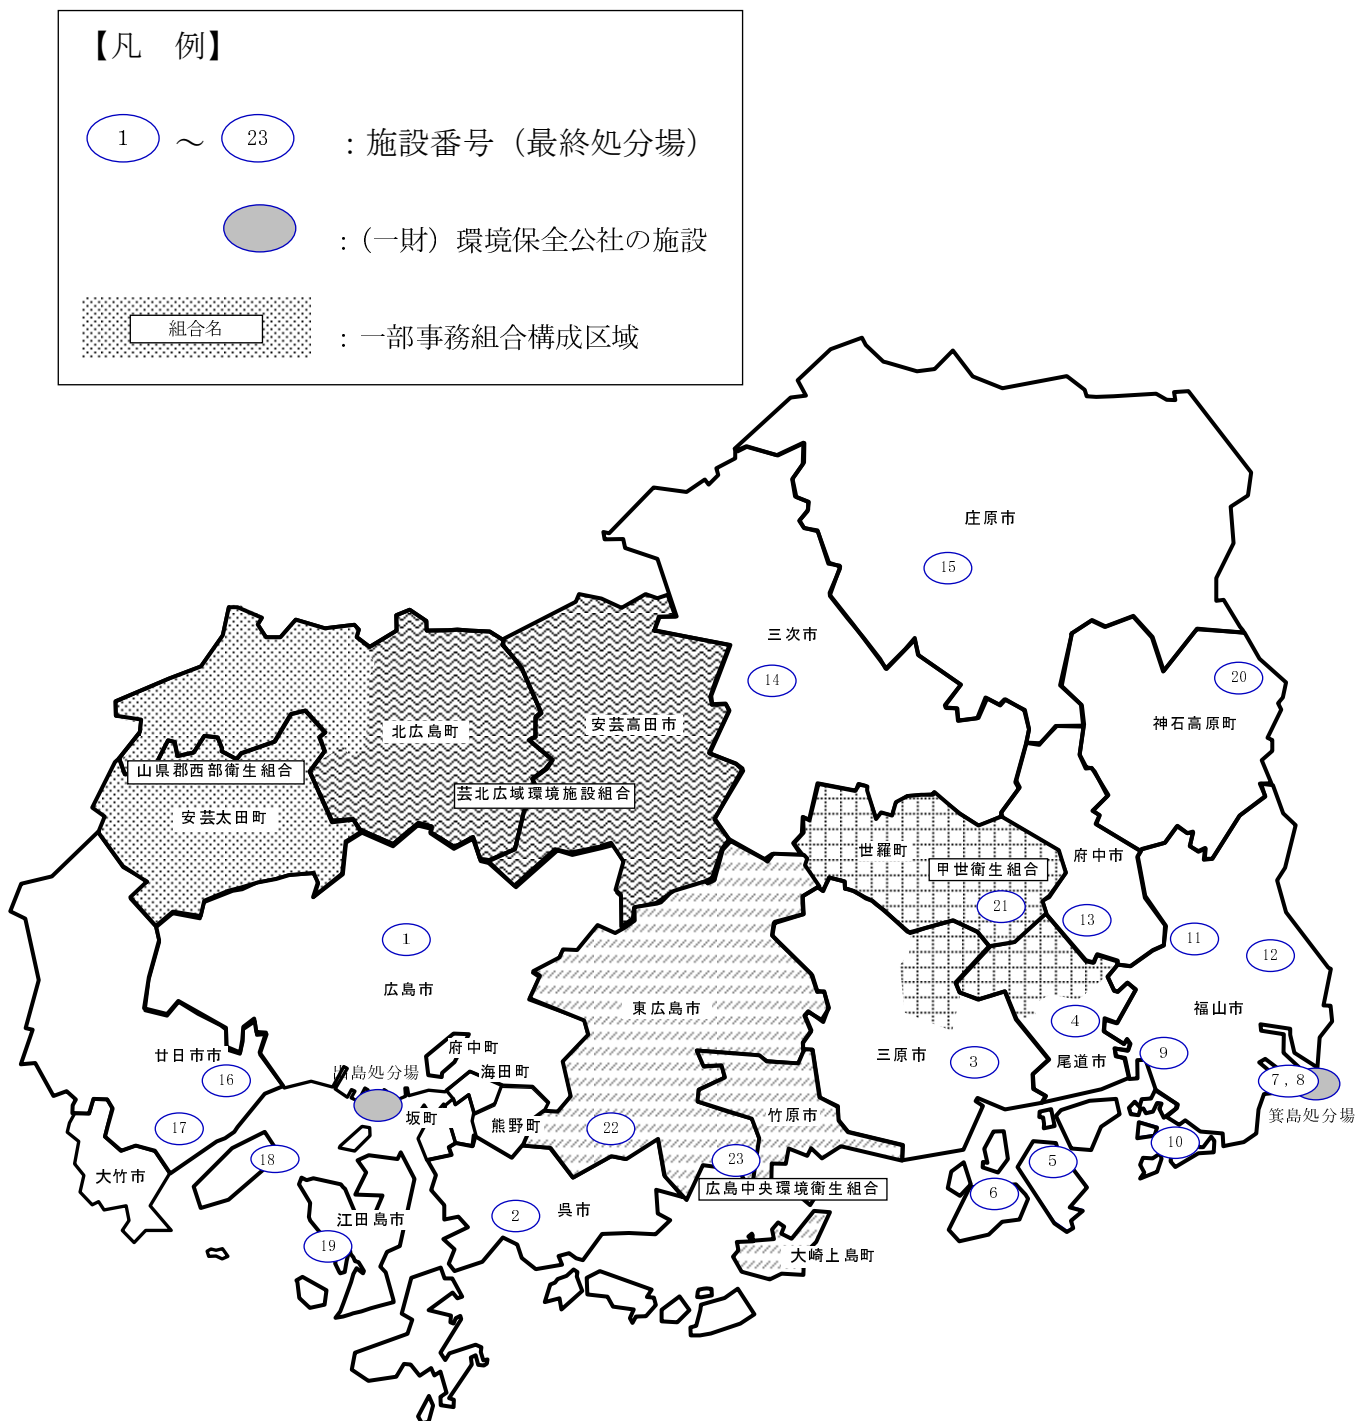 【凡　例】
1 ～ 23 ：施設番号（最終処分場）
：（一財）環境保全公社の施設
組合名 ：一部事務組合構成区域
庄原市
15
三次市
14
20
神石高原町
北広島町
安芸高田市
山県郡西部衛生組合
芸北広域環境施設組合
安芸太田町
世羅町
府中市
甲世衛生組合
21
13
1
11
12
広島市
東広島市
福山市
4
府中町
廿日市市
三原市
3
尾道市
9
出島処分場
海田町
16
7，8
坂町
熊野町
竹原市
箕島処分場
17
22
10
18
23
5
大竹市
広島中央環境衛生組合
6
江田島市
2
呉市
19
大崎上島町